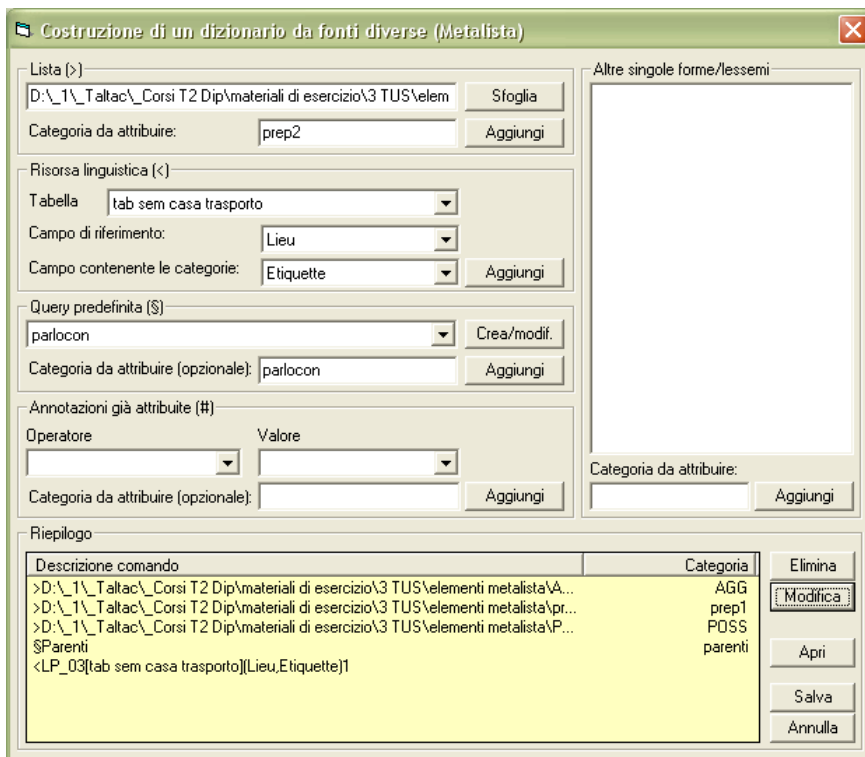 Costruzione di un dizionario da fonti diverse (Metalista)
Lista (>)
D:\_1\_Taltac\_Corsi T2 Dip\materiali di esercizio\3 TUS\elem
Sfoglia
Categoria da attribuire:
prep2
Aggiungi
Risorsa linguistica (<)
Tabella
tab sem casa trasporto
Campo di riferimento:
Lieu
Campo contenente le categorie:
Etiquette
Aggiungi
Query predefinita (§)
parlocon
Crea/modif.
Categoria da attribuire (opzionale):
parlocon
Aggiungi
Annotazioni già attribuite (#)
Operatore
Valore
Categoria da attribuire (opzionale):
Aggiungi
Altre singole forme/lessemi
Categoria da attribuire:
Aggiungi
Riepilogo
Descrizione comando Categoria
>D:\_1\_Taltac\_Corsi T2 Dip\materiali di esercizio\3 TUS\elementi metalista\A... AGG
>D:\_1\_Taltac\_Corsi T2 Dip\materiali di esercizio\3 TUS\elementi metalista\pr... prep1
>D:\_1\_Taltac\_Corsi T2 Dip\materiali di esercizio\3 TUS\elementi metalista\P... POSS
§Parenti parenti
<LP_03[tab sem casa trasporto](Lieu,Etiquette)1
Elimina
Modifica
Apri
Salva
Annulla